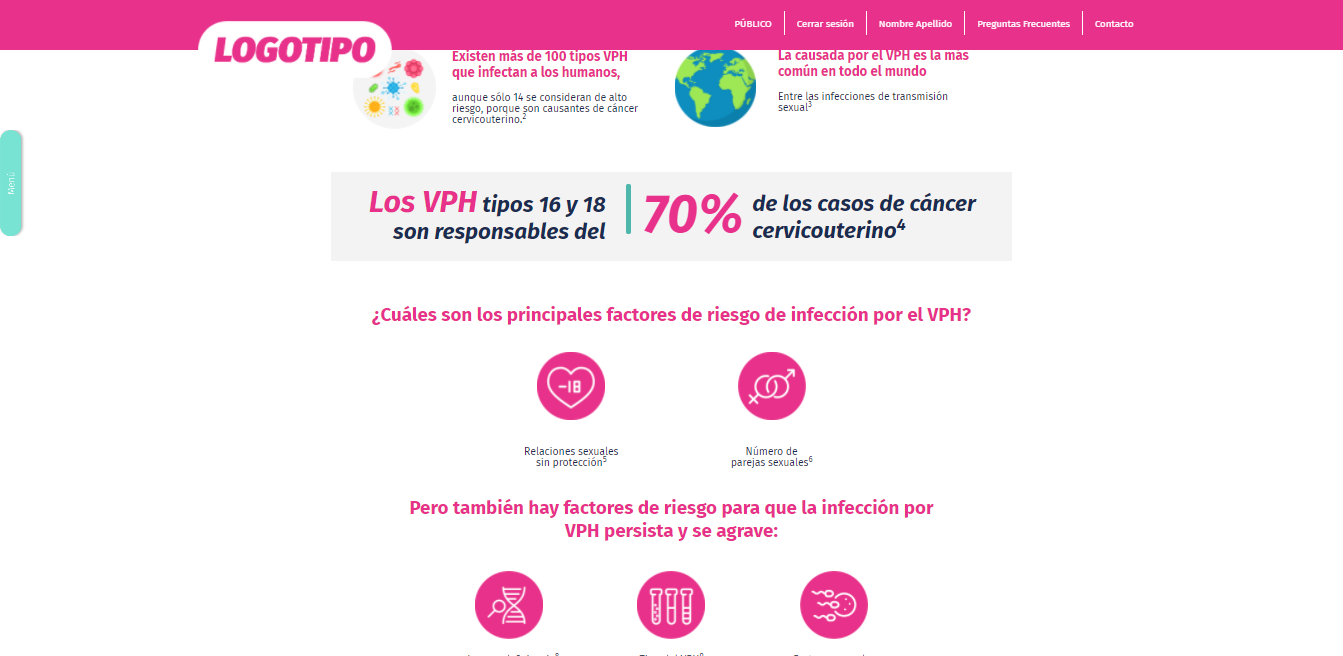 PÚBLICO
Cerrar sesión
Nombre Apellido
Preguntas Frecuentes
Contacto
LOGOTIPO
Existen más de 100 tipos VPH
que infectan a los humanos,
aunque sólo 14 se consideran de alto
riesgo, porque son causantes de cáncer
cervicouterino.2
La causada por el VPH es la más
común en todo el mundo
Entre las infecciones de transmisión
sexual3
Menú
Los VPH tipos 16 y 18
son responsables del
70%
de los casos de cáncer
cervicouterino4
¿Cuáles son los principales factores de riesgo de infección por el VPH?
-18
Relaciones sexuales
sin protección5
Número de
parejas sexuales6
Pero también hay factores de riesgo para que la infección por
VPH persista y se agrave: